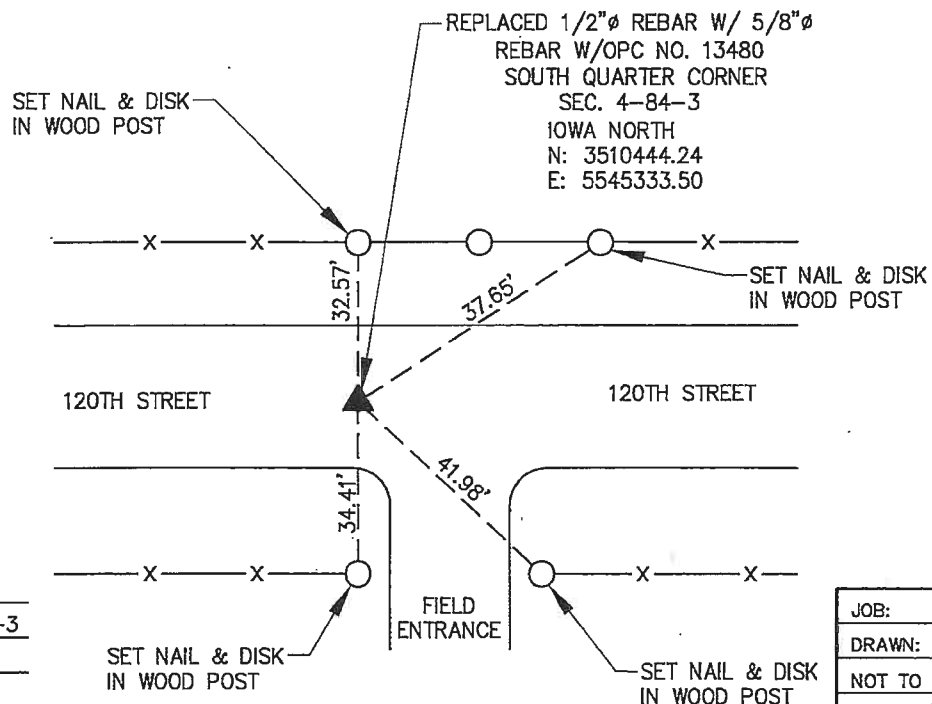 REPLACED 1/2"ø REBAR W/ 5/8"ø
REBAR W/OPC NO. 13480
SOUTH QUARTER CORNER
SEC. 4-84-3
IOWA NORTH
N: 3510444.24
E: 5545333.50
SET NAIL & DISK
IN WOOD POST
X X X
32.57'
37.65'
SET NAIL & DISK
IN WOOD POST
120TH STREET
120TH STREET
41.98'
34.41'
X X X X
FIELD
ENTRANCE
-3
SET NAIL & DISK
IN WOOD POST
SET NAIL & DISK
IN WOOD POST
JOB:
DRAWN:
NOT TO